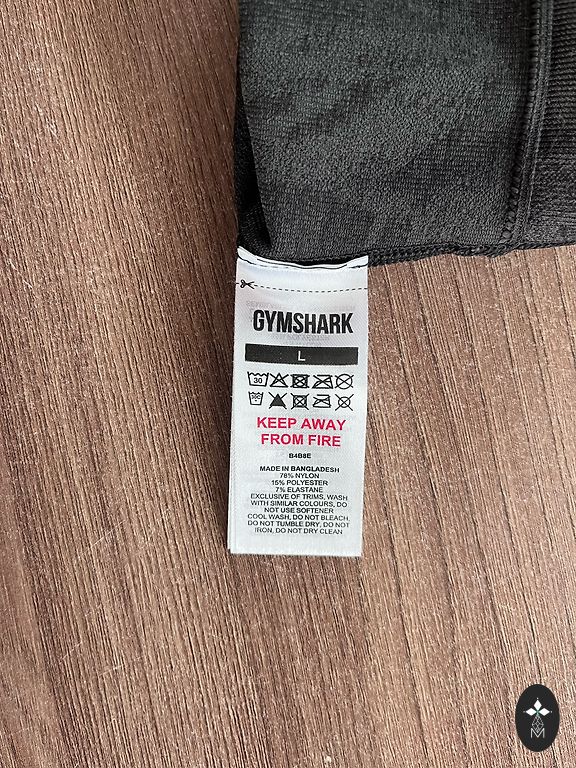 GYMSHARK
L
30
KEEP AWAY
FROM FIRE
B4B8E
MADE IN BANGLADESH
78% NYLON
15% POLYESTER
7% ELASTANE
EXCLUSIVE OF TRIMS, WASH
WITH SIMILAR COLOURS, DO
NOT USE SOFTENER
COOL WASH, DO NOT BLEACH,
DO NOT TUMBLE DRY, DO NOT
IRON, DO NOT DRY CLEAN
M